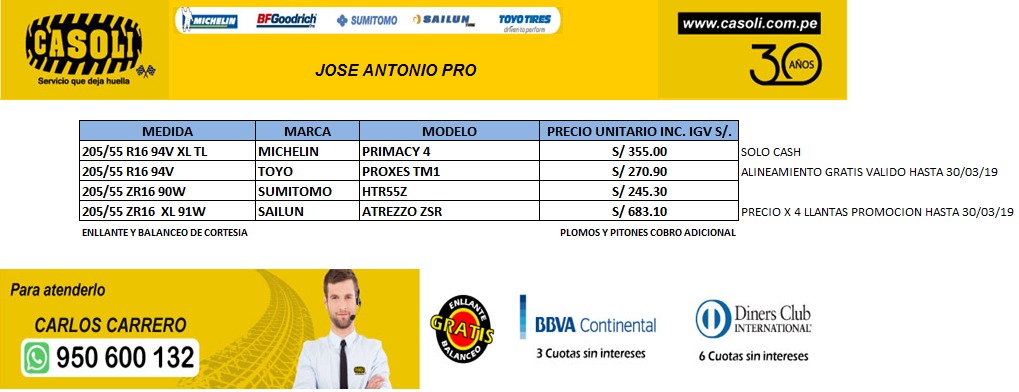 CASOLI
Servicio que deja huella
MICHELIN BFGoodrich SUMITOMO SAILUN TOYO TIRES
driven to perform
www.casoli.com.pe
30 AÑOS
JOSE ANTONIO PRO
MEDIDA MARCA MODELO PRECIO UNITARIO INC. IGV S/.
205/55 R16 94V XL TL MICHELIN PRIMACY 4 S/ 355.00 SOLO CASH
205/55 R16 94V TOYO PROXES TM1 S/ 270.90 ALINEAMIENTO GRATIS VALIDO HASTA 30/03/19
205/55 ZR16 90W SUMITOMO HTR55Z S/ 245.30
205/55 ZR16 XL 91W SAILUN ATREZZO ZSR S/ 683.10 PRECIO X 4 LLANTAS PROMOCION HASTA 30/03/19
ENLLANTE Y BALANCEO DE CORTESIA PLOMOS Y PITONES COBRO ADICIONAL
Para atenderlo
CARLOS CARRERO
950 600 132
ENLLANTE
GRATIS
BALANCEO
BBVA Continental
3 Cuotas sin intereses
Diners Club
INTERNATIONAL
6 Cuotas sin intereses